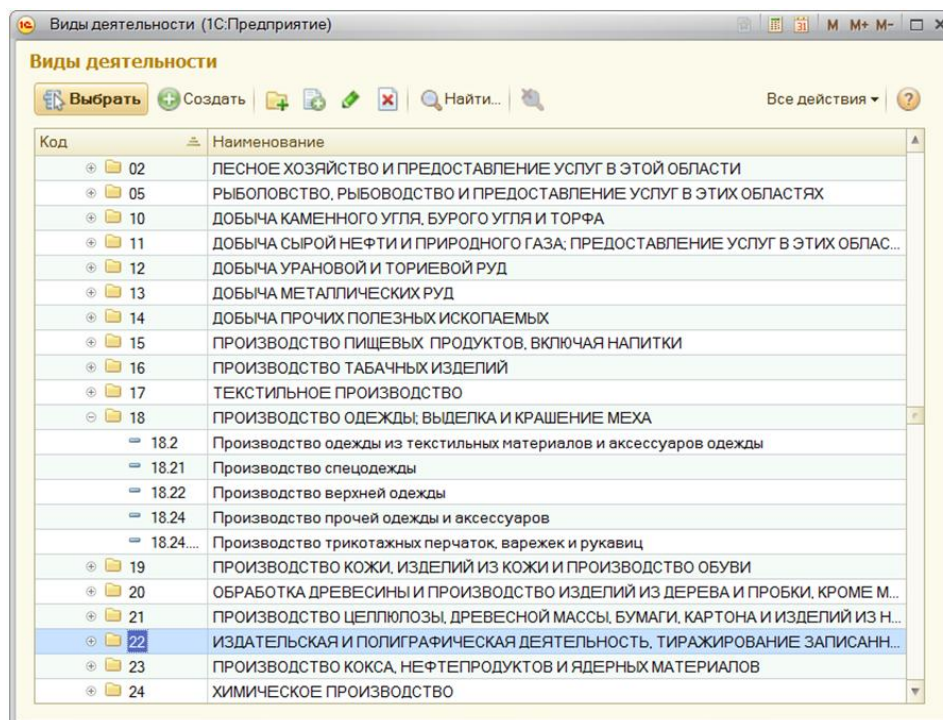 Виды деятельности (1С:Предприятие)
M M+ M-
Виды деятельности
Выбрать Создать Найти... Все действия
Код Наименование
02 ЛЕСНОЕ ХОЗЯЙСТВО И ПРЕДОСТАВЛЕНИЕ УСЛУГ В ЭТОЙ ОБЛАСТИ
05 РЫБОЛОВСТВО, РЫБОВОДСТВО И ПРЕДОСТАВЛЕНИЕ УСЛУГ В ЭТИХ ОБЛАСТЯХ
10 ДОБЫЧА КАМЕННОГО УГЛЯ, БУРОГО УГЛЯ И ТОРФА
11 ДОБЫЧА СЫРОЙ НЕФТИ И ПРИРОДНОГО ГАЗА; ПРЕДОСТАВЛЕНИЕ УСЛУГ В ЭТИХ ОБЛАС...
12 ДОБЫЧА УРАНОВОЙ И ТОРИЕВОЙ РУД
13 ДОБЫЧА МЕТАЛЛИЧЕСКИХ РУД
14 ДОБЫЧА ПРОЧИХ ПОЛЕЗНЫХ ИСКОПАЕМЫХ
15 ПРОИЗВОДСТВО ПИЩЕВЫХ ПРОДУКТОВ, ВКЛЮЧАЯ НАПИТКИ
16 ПРОИЗВОДСТВО ТАБАЧНЫХ ИЗДЕЛИЙ
17 ТЕКСТИЛЬНОЕ ПРОИЗВОДСТВО
18 ПРОИЗВОДСТВО ОДЕЖДЫ; ВЫДЕЛКА И КРАШЕНИЕ МЕХА
18.2 Производство одежды из текстильных материалов и аксессуаров одежды
18.21 Производство спецодежды
18.22 Производство верхней одежды
18.24 Производство прочей одежды и аксессуаров
18.24.... Производство трикотажных перчаток, варежек и рукавиц
19 ПРОИЗВОДСТВО КОЖИ, ИЗДЕЛИЙ ИЗ КОЖИ И ПРОИЗВОДСТВО ОБУВИ
20 ОБРАБОТКА ДРЕВЕСИНЫ И ПРОИЗВОДСТВО ИЗДЕЛИЙ ИЗ ДЕРЕВА И ПРОБКИ, КРОМЕ М...
21 ПРОИЗВОДСТВО ЦЕЛЛЮЛОЗЫ, ДРЕВЕСНОЙ МАССЫ, БУМАГИ, КАРТОНА И ИЗДЕЛИЙ ИЗ Н...
22 ИЗДАТЕЛЬСКАЯ И ПОЛИГРАФИЧЕСКАЯ ДЕЯТЕЛЬНОСТЬ, ТИРАЖИРОВАНИЕ ЗАПИСАНН...
23 ПРОИЗВОДСТВО КОКСА, НЕФТЕПРОДУКТОВ И ЯДЕРНЫХ МАТЕРИАЛОВ
24 ХИМИЧЕСКОЕ ПРОИЗВОДСТВО